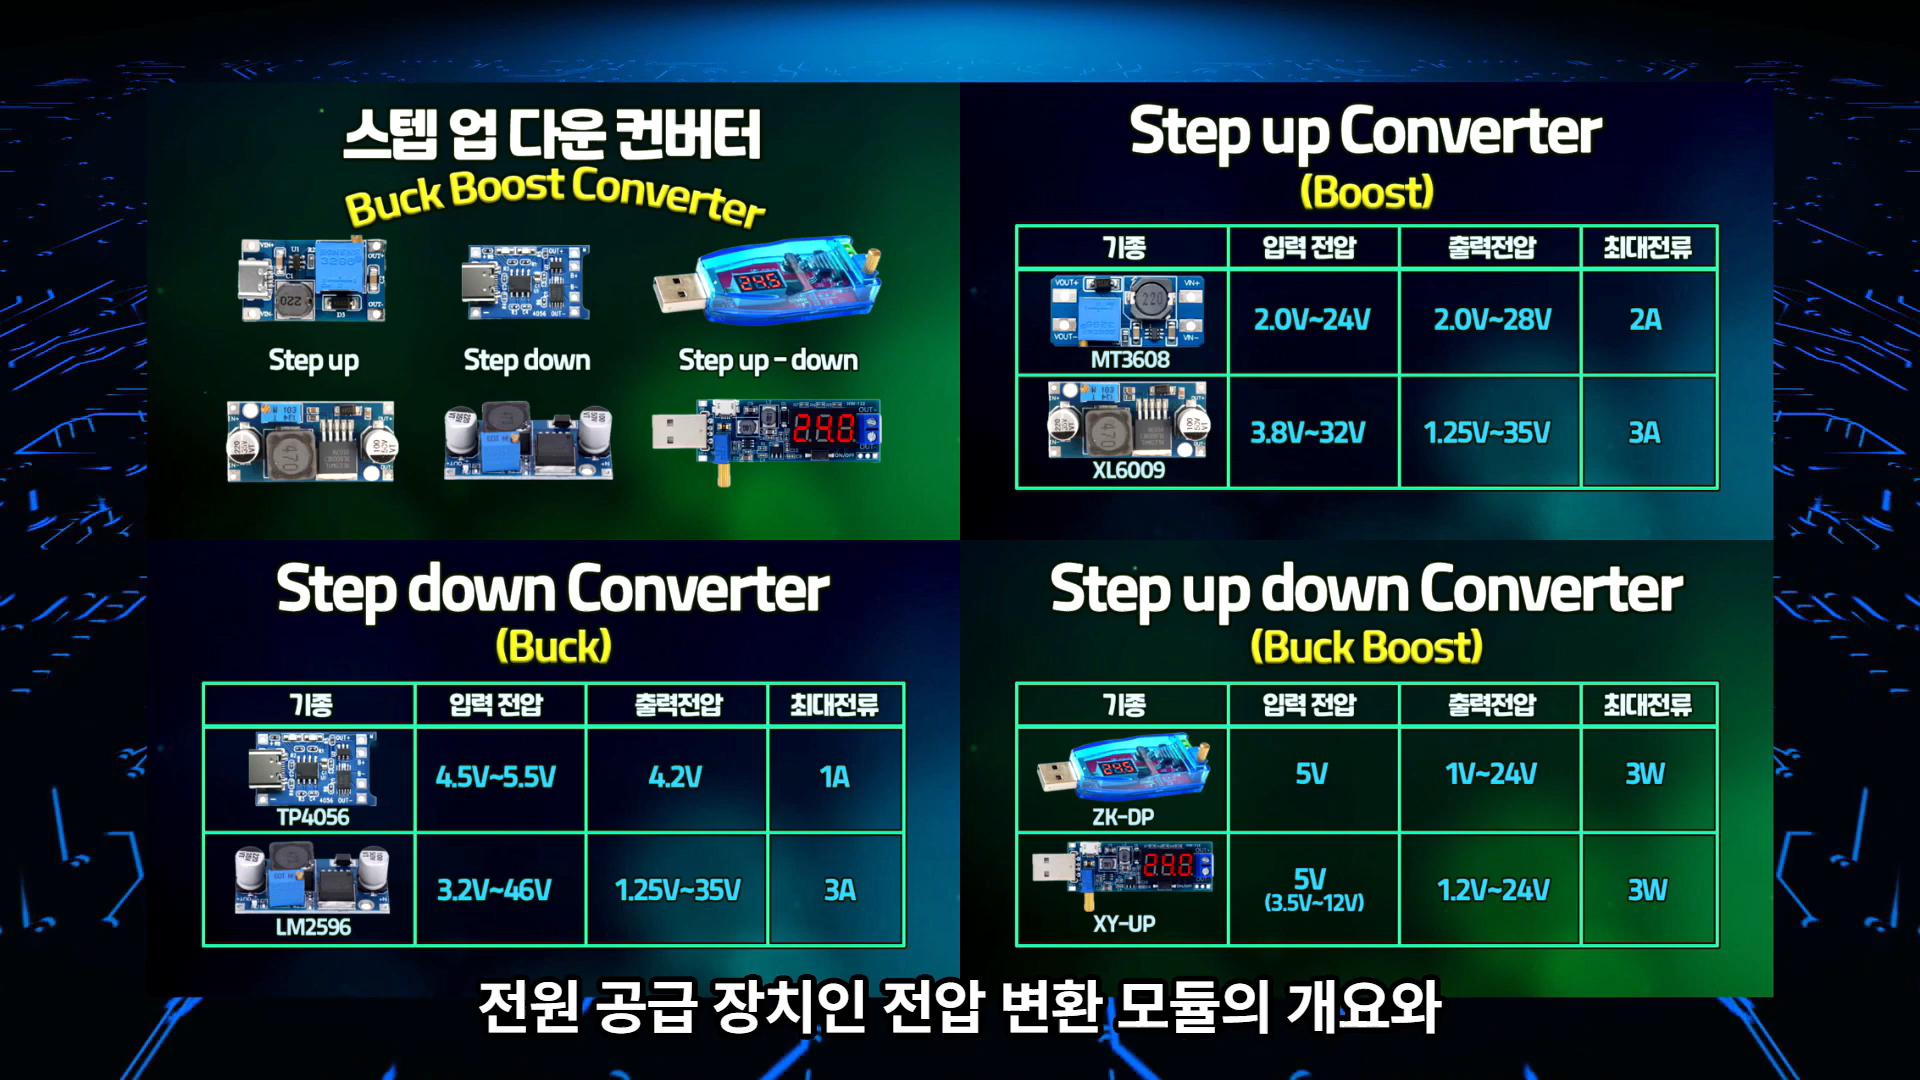 스텝 업 다운 컨버터
Buck Boost Converter
Step up
Step down
Step up - down
Step up Converter
(Boost)
기종 입력 전압 출력전압 최대전류
MT3608 2.0V~24V 2.0V~28V 2A
XL6009 3.8V~32V 1.25V~35V 3A
Step down Converter
(Buck)
기종 입력 전압 출력전압 최대전류
TP4056 4.5V~5.5V 4.2V 1A
LM2596 3.2V~46V 1.25V~35V 3A
Step up down Converter
(Buck Boost)
기종 입력 전압 출력전압 최대전류
ZK-DP 5V 1V~24V 3W
XY-UP 5V 1.2V~24V 3W
(3.5V~12V)
전원 공급 장치인 전압 변환 모듈의 개요와